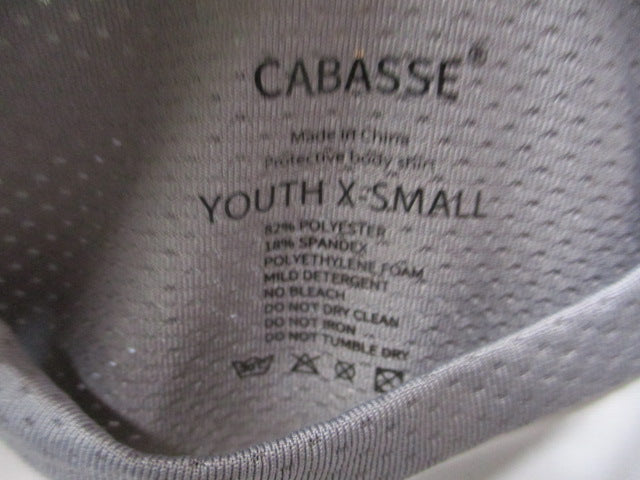 CABASSE®
Made in China
Protective body shirt
YOUTH X-SMALL
82% POLYESTER
18% SPANDEX
POLYETHYLENE FOAM
MILD DETERGENT
NO BLEACH
DO NOT DRY CLEAN
DO NOT IRON
DO NOT TUMBLE DRY